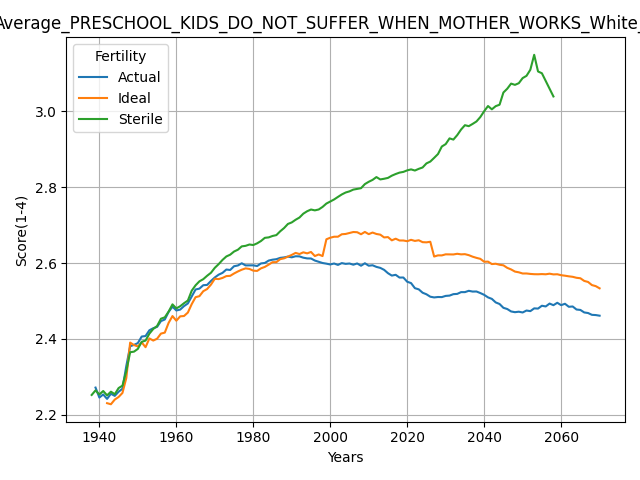 Average_PRESCHOOL_KIDS_DO_NOT_SUFFER_WHEN_MOTHER_WORKS_White_
Fertility
Actual
Ideal
Sterile
Score(1-4)
3.0
2.8
2.6
2.4
2.2
1940 1960 1980 2000 2020 2040 2060
Years